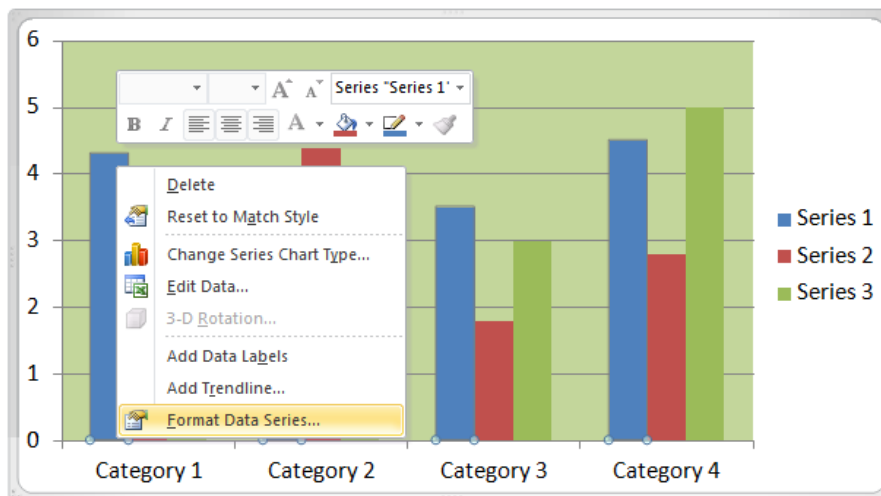 6
5
4
3
2
1
0
Series "Series 1'
A A
B I A
Delete
Reset to Match Style
Change Series Chart Type...
Edit Data...
3-D Rotation...
Add Data Labels
Add Trendline...
Format Data Series...
Category 1 Category 2 Category 3 Category 4
Series 1
Series 2
Series 3